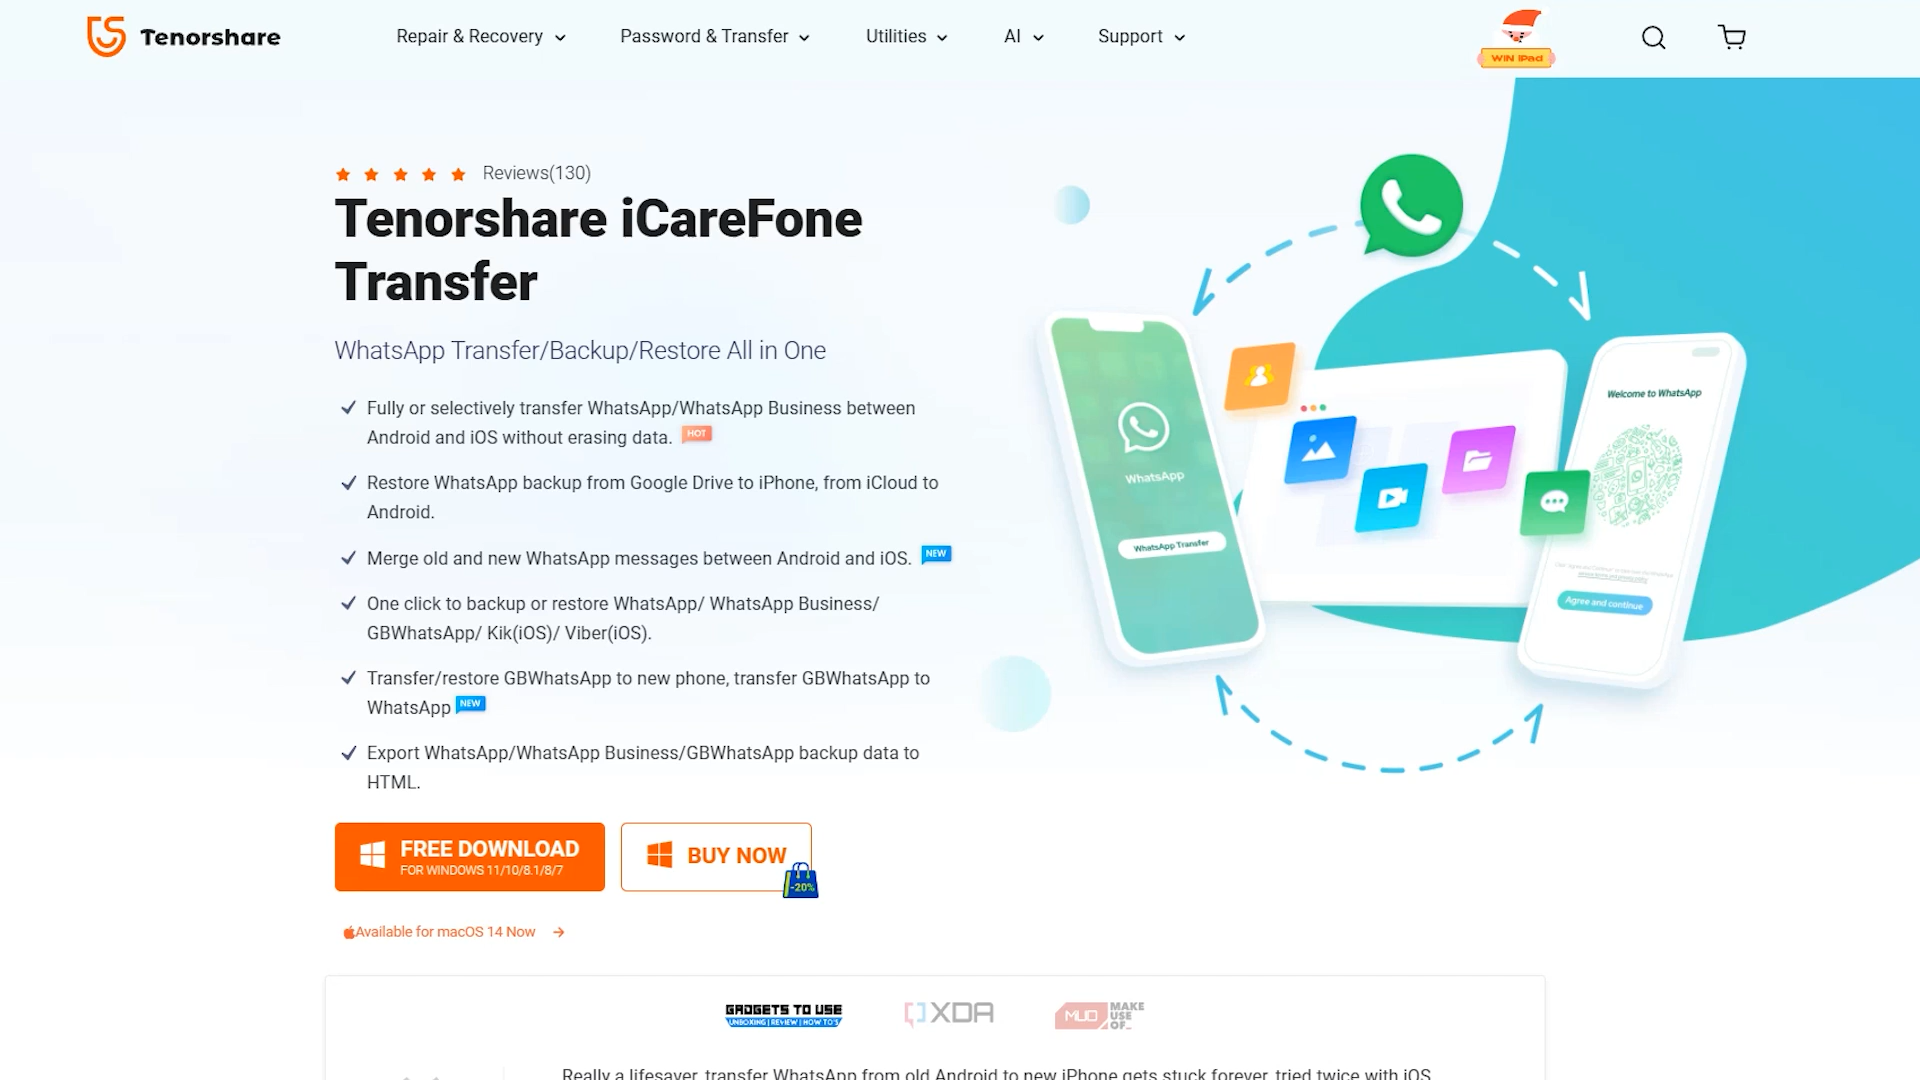 Tenorshare
Repair & Recovery
Password & Transfer
Utilities
AI
Support
WIN iPad
Reviews(130)
Tenorshare iCareFone
Transfer
WhatsApp Transfer/Backup/Restore All in One
Fully or selectively transfer WhatsApp/WhatsApp Business between
Android and iOS without erasing data. HOT
Restore WhatsApp backup from Google Drive to iPhone, from iCloud to
Android.
Merge old and new WhatsApp messages between Android and iOS. NEW
One click to backup or restore WhatsApp/ WhatsApp Business/
GBWhatsApp/ Kik(iOS)/ Viber(iOS).
Transfer/restore GBWhatsApp to new phone, transfer GBWhatsApp to
WhatsApp NEW
Export WhatsApp/WhatsApp Business/GBWhatsApp backup data to
HTML.
WhatsApp
WhatsApp Transfer
Welcome to WhatsApp
Agree and continue
FREE DOWNLOAD
FOR WINDOWS 11/10/8.1/8/7
BUY NOW
-20%
Available for macOS 14 Now
GADGETS TO USE
UNBOXING | REVIEW | HOW TO'S
XDA
MUO
MAKE
USE
OF_
Really a lifesaver, transfer WhatsApp from old Android to new iPhone gets stuck forever, tried twice with iOS